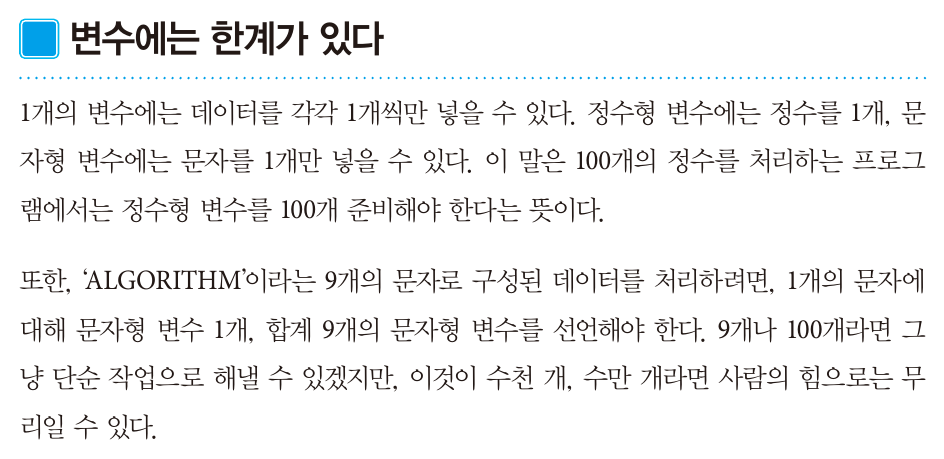 변수에는 한계가 있다
1개의 변수에는 데이터를 각각 1개씩만 넣을 수 있다. 정수형 변수에는 정수를 1개, 문
자형 변수에는 문자를 1개만 넣을 수 있다. 이 말은 100개의 정수를 처리하는 프로그
램에서는 정수형 변수를 100개 준비해야 한다는 뜻이다.
또한, ‘ALGORITHM’이라는 9개의 문자로 구성된 데이터를 처리하려면, 1개의 문자에
대해 문자형 변수 1개, 합계 9개의 문자형 변수를 선언해야 한다. 9개나 100개라면 그
냥 단순 작업으로 해낼 수 있겠지만, 이것이 수천 개, 수만 개라면 사람의 힘으로는 무
리일 수 있다.